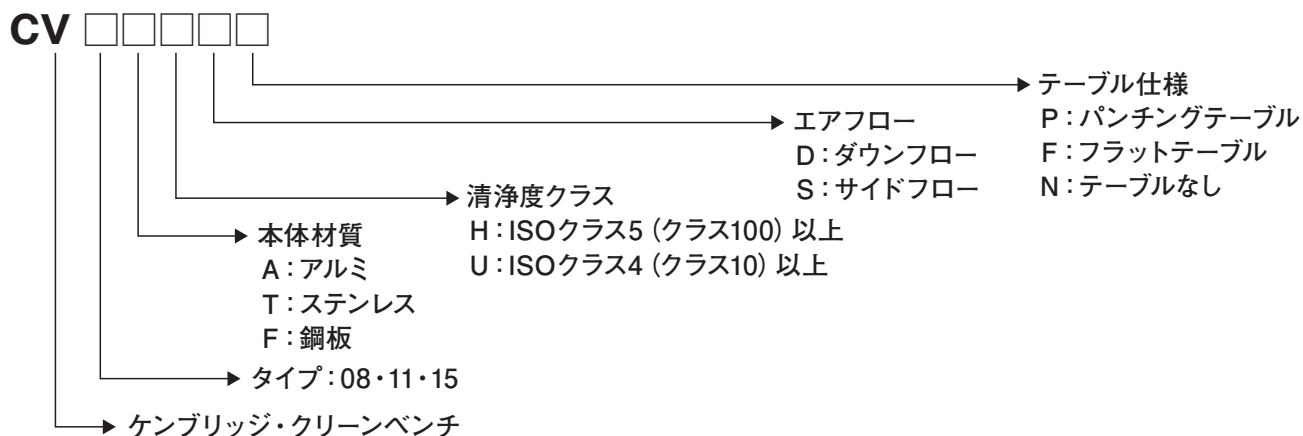 CV □□□□□
テーブル仕様
P：パンチングテーブル
F：フラットテーブル
N：テーブルなし
エアフロー
D：ダウンフロー
S：サイドフロー
清浄度クラス
H：ISOクラス5（クラス100）以上
U：ISOクラス4（クラス10）以上
本体材質
A：アルミ
T：ステンレス
F：鋼板
タイプ：08・11・15
ケンブリッジ・クリーンベンチ